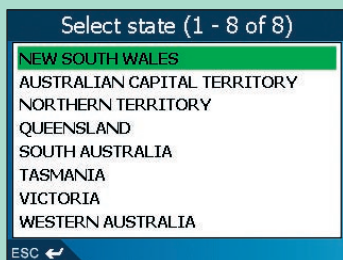 Select state (1 - 8 of 8)
NEW SOUTH WALES
AUSTRALIAN CAPITAL TERRITORY
NORTHERN TERRITORY
QUEENSLAND
SOUTH AUSTRALIA
TASMANIA
VICTORIA
WESTERN AUSTRALIA
ESC